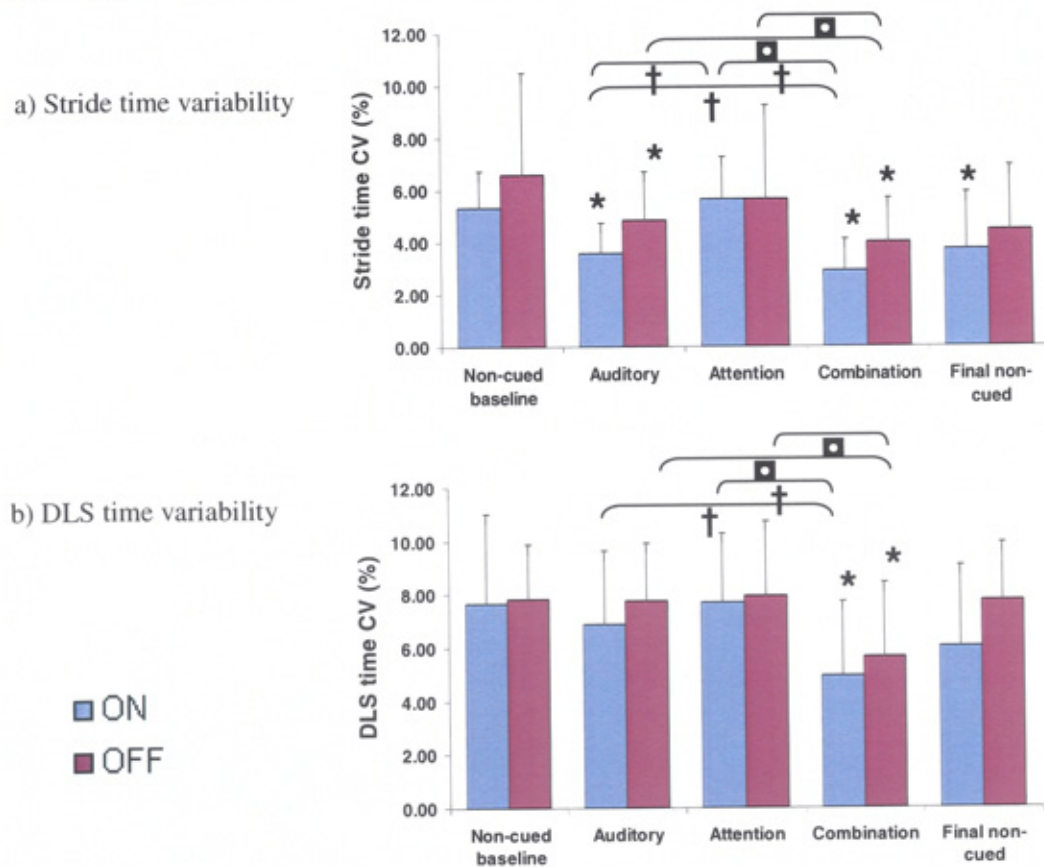 a) Stride time variability
Stride time CV (%)
12.00
10.00
8.00
6.00
4.00
2.00
0.00
† † †
* * * * *
Non-cued baseline
Auditory
Attention
Combination
Final non-
cued
b) DLS time variability
DLS time CV (%)
12.00
10.00
8.00
6.00
4.00
2.00
0.00
† †
* *
Non-cued
baseline
Auditory
Attention
Combination
Final non-
cued
ON
OFF